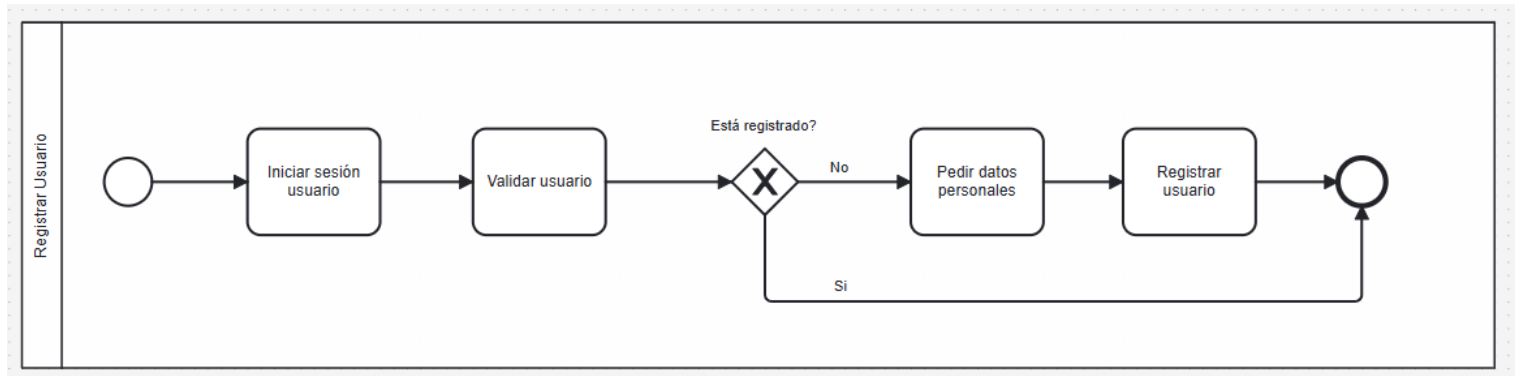 Registrar Usuario
Iniciar sesión
usuario
Validar usuario
Está registrado?
No
Pedir datos
personales
Registrar
usuario
Si